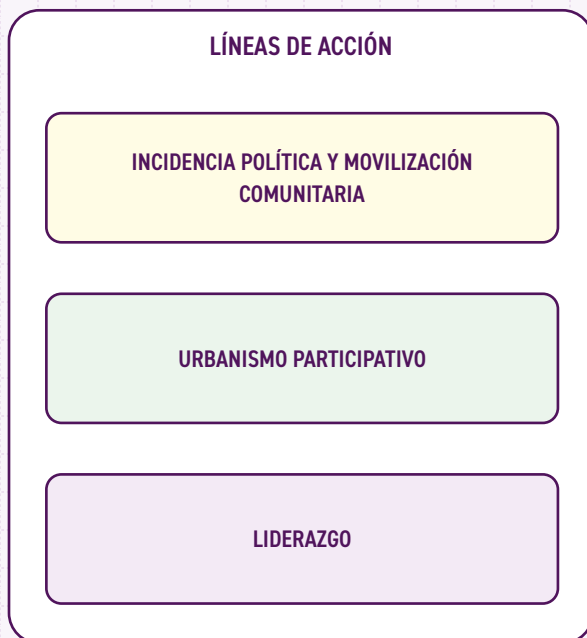 LÍNEAS DE ACCIÓN
INCIDENCIA POLÍTICA Y MOVILIZACIÓN
COMUNITARIA
URBANISMO PARTICIPATIVO
LIDERAZGO